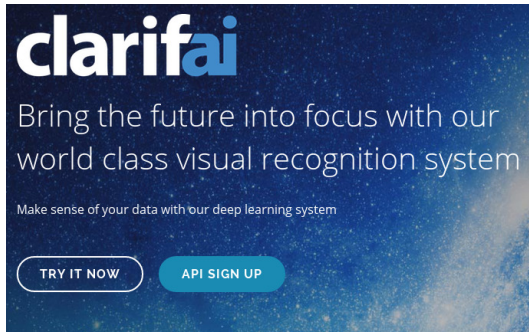 clarifai
Bring the future into focus with our
world class visual recognition system
Make sense of your data with our deep learning system
TRY IT NOW API SIGN UP